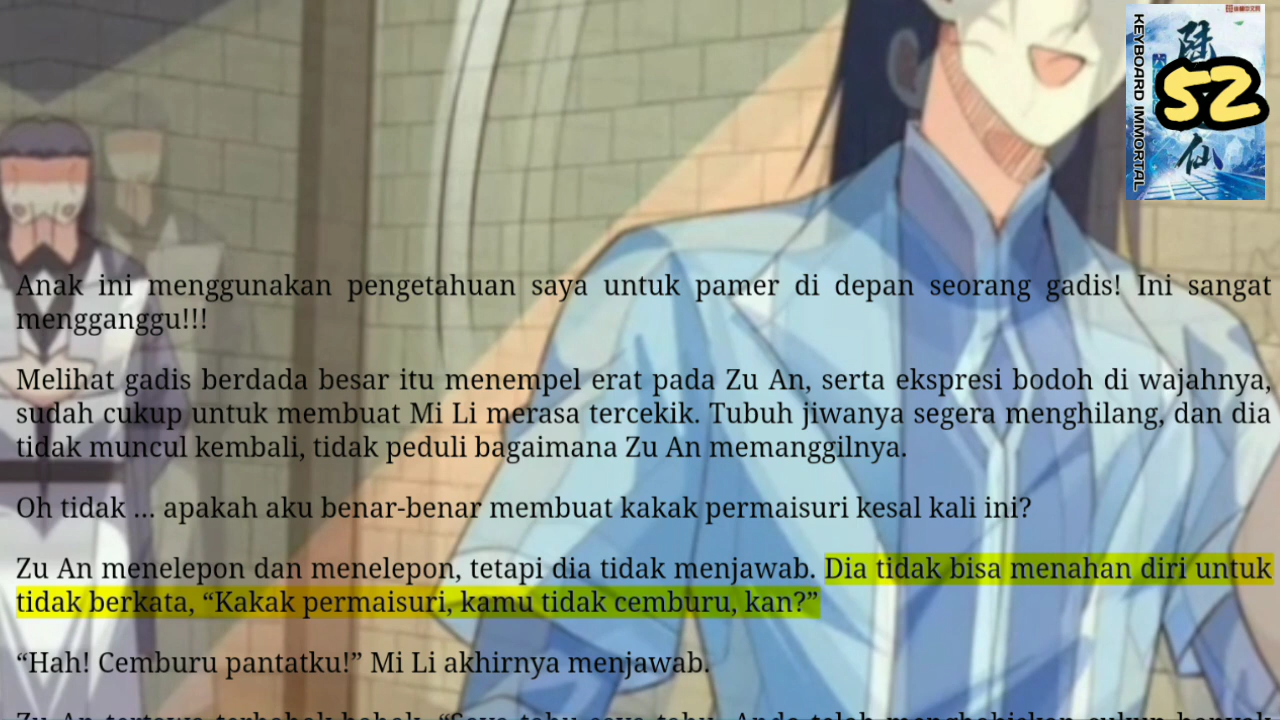 KEYBOARD IMMORTAL
陆
仙
52
Anak ini menggunakan pengetahuan saya untuk pamer di depan seorang gadis! Ini sangat
mengganggu!!!
Melihat gadis berdada besar itu menempel erat pada Zu An, serta ekspresi bodoh di wajahnya,
sudah cukup untuk membuat Mi Li merasa tercekik. Tubuh jiwanya segera menghilang, dan dia
tidak muncul kembali, tidak peduli bagaimana Zu An memanggilnya.
Oh tidak ... apakah aku benar-benar membuat kakak permaisuri kesal kali ini?
Zu An menelepon dan menelepon, tetapi dia tidak menjawab. Dia tidak bisa menahan diri untuk
tidak berkata, “Kakak permaisuri, kamu tidak cemburu, kan?”
“Hah! Cemburu pantatku!” Mi Li akhirnya menjawab.